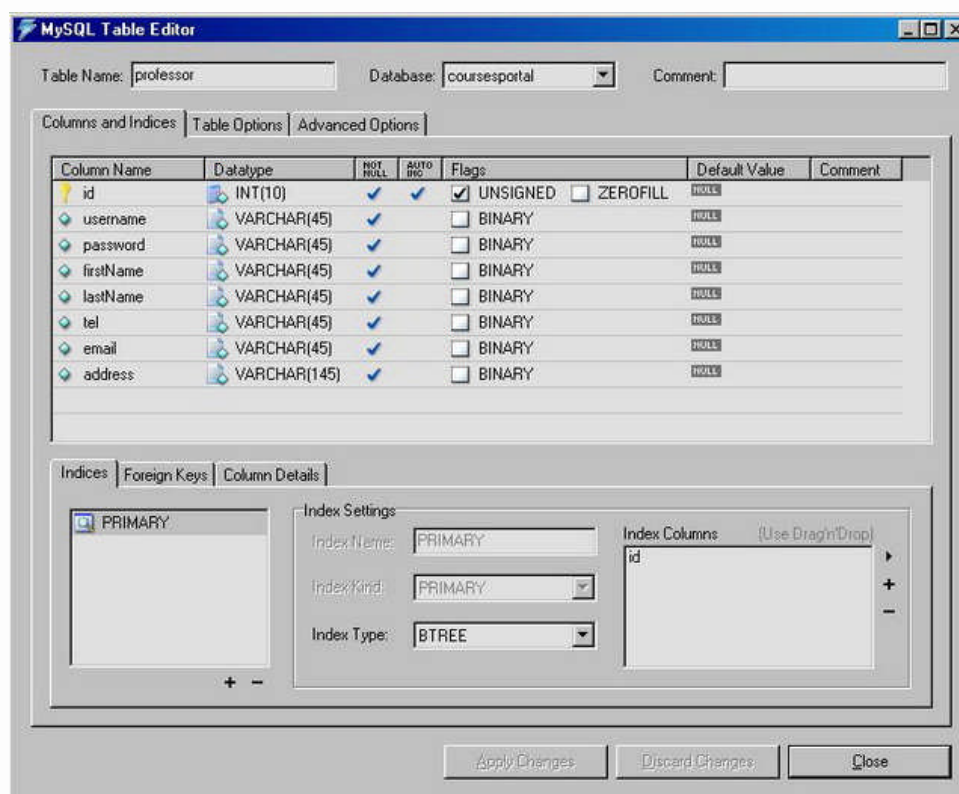 MySQL Table Editor
Table Name: professor Database: coursesportal Comment:
Columns and Indices Table Options Advanced Options
Column Name Datatype NOT NULL AUTO INC Flags Default Value Comment
id INT(10) UNSIGNED ZEROFILL NULL
username VARCHAR(45) BINARY NULL
password VARCHAR(45) BINARY NULL
firstName VARCHAR(45) BINARY NULL
lastName VARCHAR(45) BINARY NULL
tel VARCHAR(45) BINARY NULL
email VARCHAR(45) BINARY NULL
address VARCHAR(145) BINARY NULL
Indices Foreign Keys Column Details
PRIMARY
Index Settings
Index Name: PRIMARY
Index Kind: PRIMARY
Index Type: BTREE
Index Columns (Use Drag'n'Drop)
id
Apply Changes Discard Changes Close